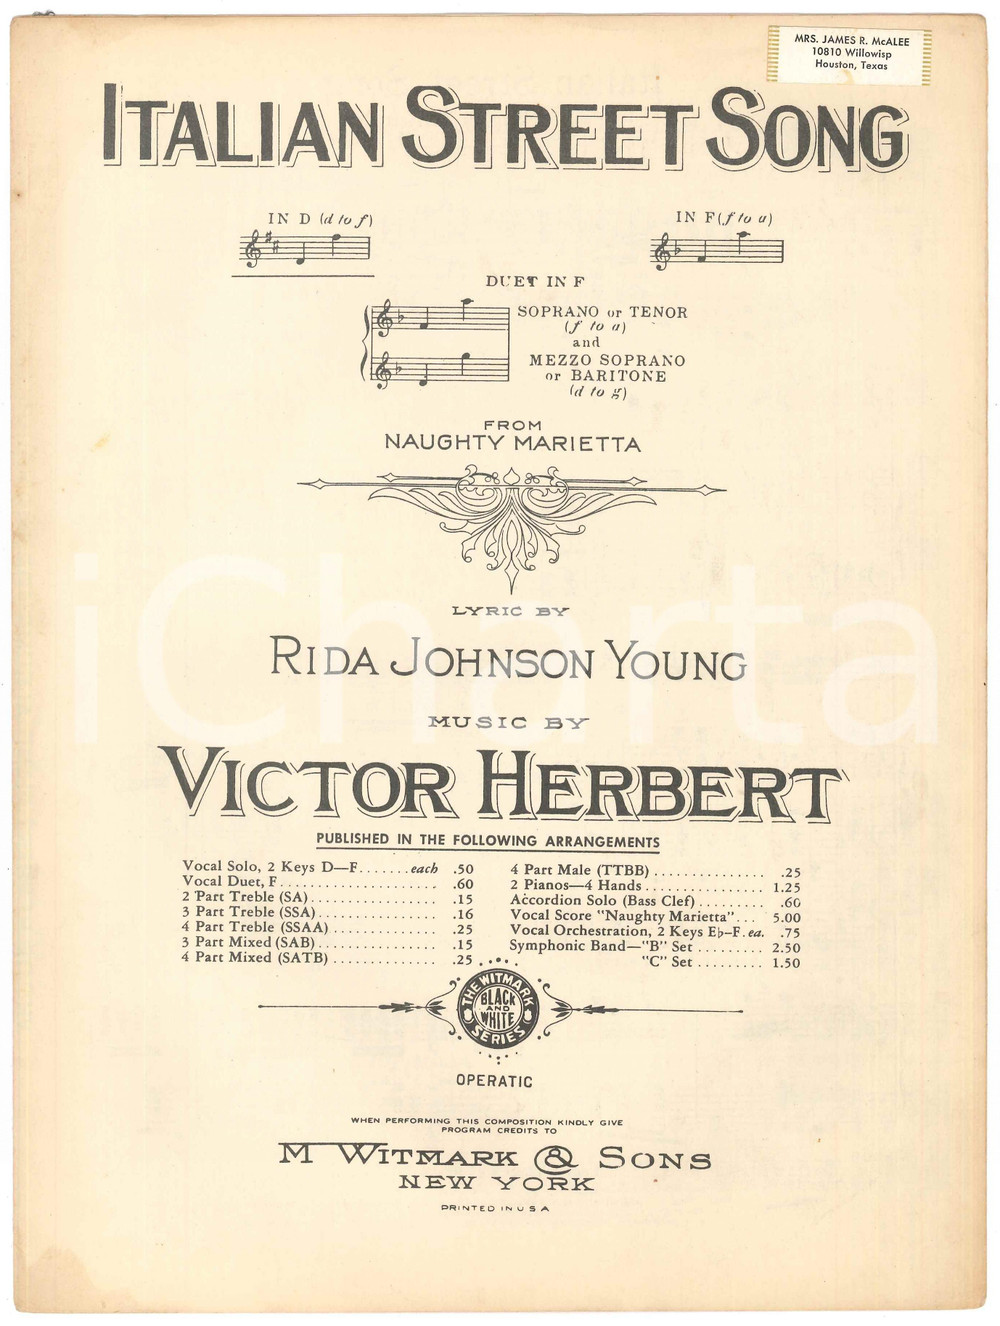 MRS. JAMES R. McALEE
10810 Willowisp
Houston, Texas
ITALIAN STREET SONG
IN D (d to f)
IN F (f to a)
DUET IN F
SOPRANO or TENOR
(f to a)
and
MEZZO SOPRANO
or BARITONE
(d to g)
FROM
NAUGHTY MARIETTA
LYRIC BY
RIDA JOHNSON YOUNG
iCharta
MUSIC BY
VICTOR HERBERT
PUBLISHED IN THE FOLLOWING ARRANGEMENTS
Vocal Solo, 2 Keys D—F.......each .50
Vocal Duet, F...................... .60
2 Part Treble (SA) .................. .15
3 Part Treble (SSA)................. .16
4 Part Treble (SSAA) ............... .25
3 Part Mixed (SAB) ................. .15
4 Part Mixed (SATB) ............... .25
4 Part Male (TTBB) ............... .25
2 Pianos—4 Hands................ 1.25
Accordion Solo (Bass Clef) ......... .60
Vocal Score "Naughty Marietta"... 5.00
Vocal Orchestration, 2 Keys E♭–F. ea. .75
Symphonic Band—"B" Set ......... 2.50
"C" Set ......... 1.50
THE WITMARK
BLACK
AND
WHITE
SERIES
OPERATIC
WHEN PERFORMING THIS COMPOSITION KINDLY GIVE
PROGRAM CREDITS TO
M WITMARK & SONS
NEW YORK
PRINTED IN U S A